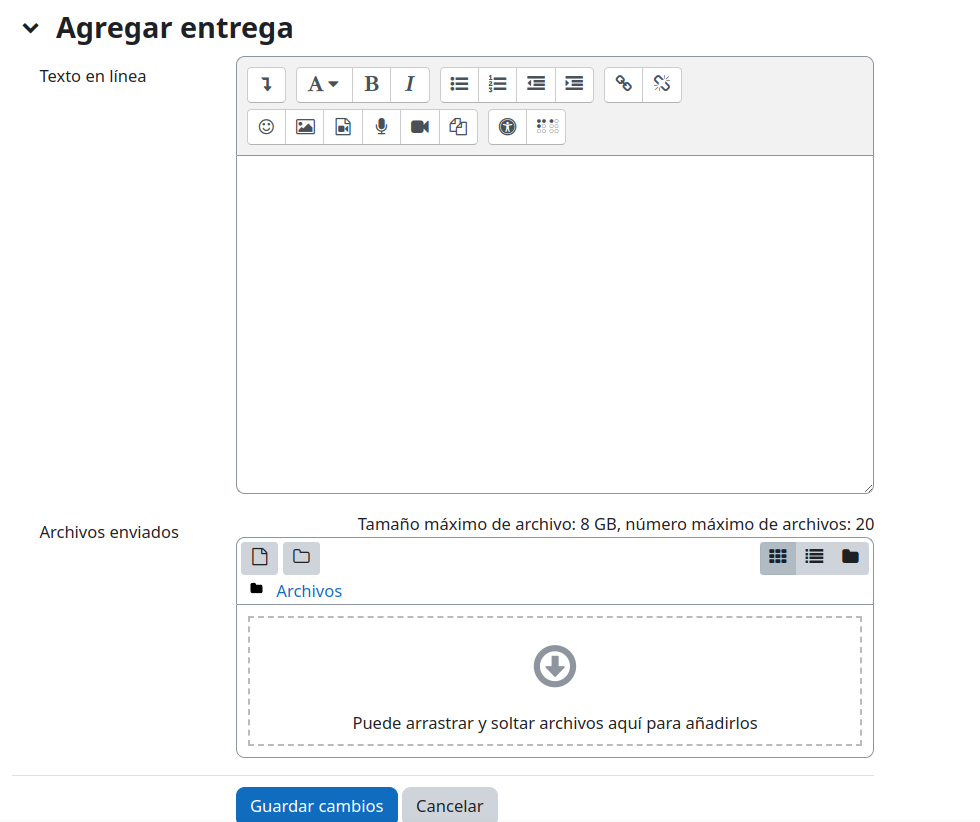 Agregar entrega
Texto en línea
A B I
Archivos enviados
Tamaño máximo de archivo: 8 GB, número máximo de archivos: 20
Archivos
Puede arrastrar y soltar archivos aquí para añadirlos
Guardar cambios Cancelar